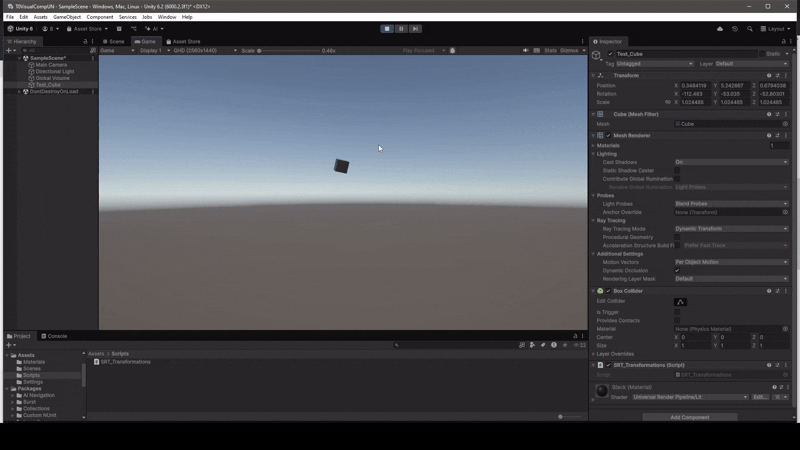 TDVisualCompUN - SampleScene - Windows, Mac, Linux - Unity 6.2 (6000.2.3f1)* <DX12>
File Edit Assets GameObject Component Services Tools AI Jobs Window Help
Unity 6 Asset Store AI Layout
Hierarchy Scene Game Asset Store Inspector
Game Display 1 QHD (2560x1440) Scale 0.48x Play Focused Stats Gizmos
SampleScene*
Main Camera
Directional Light
Global Volume
Test_Cube
DontDestroyOnLoad
Test_Cube Static
Tag Untagged Layer Default
Transform
Position X Y Z
Rotation X -112.483 Y -53.035 Z -52.80301
Scale X 1.024485 Y 1.024485 Z 1.024485
Cube (Mesh Filter)
Mesh Cube
Mesh Renderer
Materials 1
Lighting
Cast Shadows On
Static Shadow Caster
Contribute Global Illumination
Receive Global Illumination Light Probes
Probes
Light Probes Blend Probes
Anchor Override None (Transform)
Ray Tracing
Ray Tracing Mode Dynamic Transform
Procedural Geometry
Acceleration Structure Build Fl Prefer Fast Trace
Additional Settings
Motion Vectors Per Object Motion
Dynamic Occlusion
Rendering Layer Mask Default
Box Collider
Edit Collider
Is Trigger
Provides Contacts
Material None (Physics Material)
Center X 0 Y 0 Z 0
Size X 1 Y 1 Z 1
Layer Overrides
SRT_Transformations (Script)
Script SRT_Transformations
Black (Material)
Shader Universal Render Pipeline/Lit Edit...
Add Component
Project Console
Assets
Materials
Scenes
Scripts
Settings
Packages
AI Navigation
Burst
Collections
Custom NUnit
Assets > Scripts
SRT_Transformations